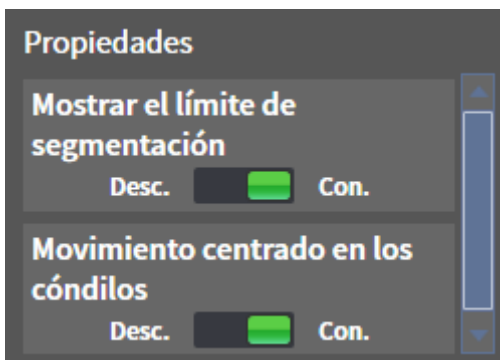 Propiedades
Mostrar el límite de
segmentación
Desc. Con.
Movimiento centrado en los
cóndilos
Desc. Con.